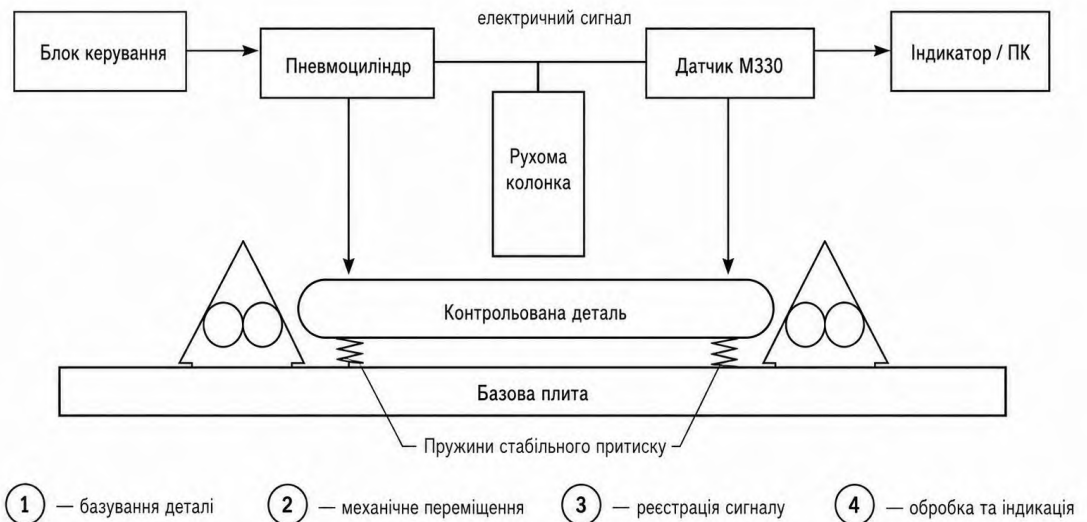 електричний сигнал
Блок керування
Пневмоциліндр
Датчик М330
Індикатор / ПК
Рухома
колонка
Контрольована деталь
Базова плита
Пружини стабільного притиску
1 — базування деталі
2 — механічне переміщення
3 — реєстрація сигналу
4 — обробка та індикація